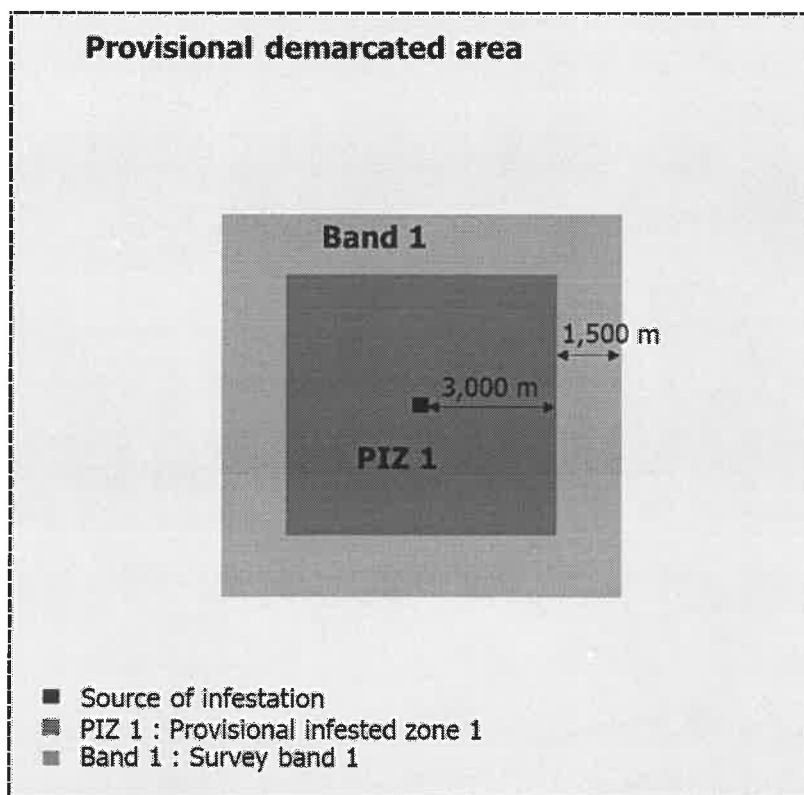 Provisional demarcated area
Band 1
1,500 m
3,000 m
PIZ 1
Source of infestation
PIZ 1 : Provisional infested zone 1
Band 1 : Survey band 1